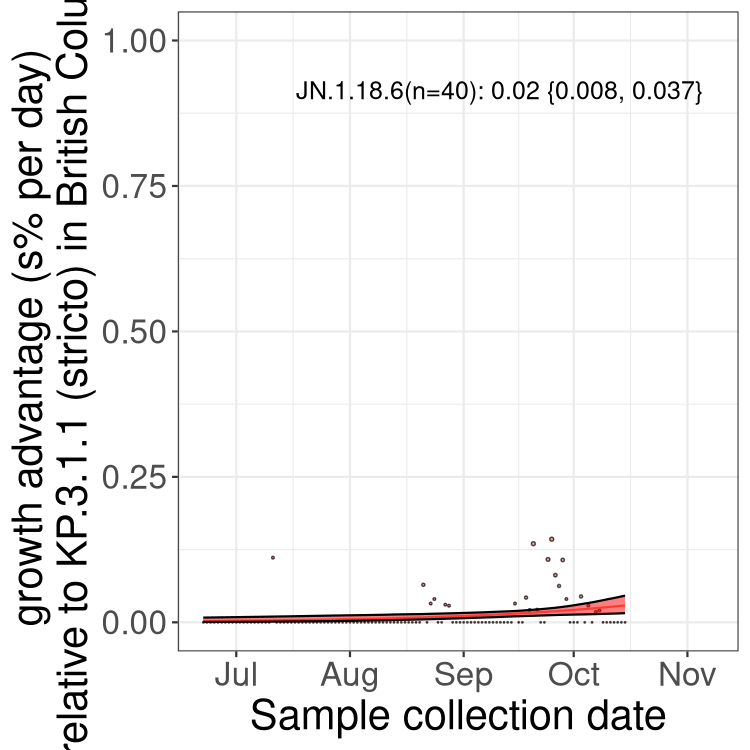 growth advantage (s% per day)
relative to KP.3.1.1 (stricto) in British Colu
1.00
0.75
0.50
0.25
0.00
JN.1.18.6(n=40): 0.02 {0.008, 0.037}
Jul Aug Sep Oct Nov
Sample collection date